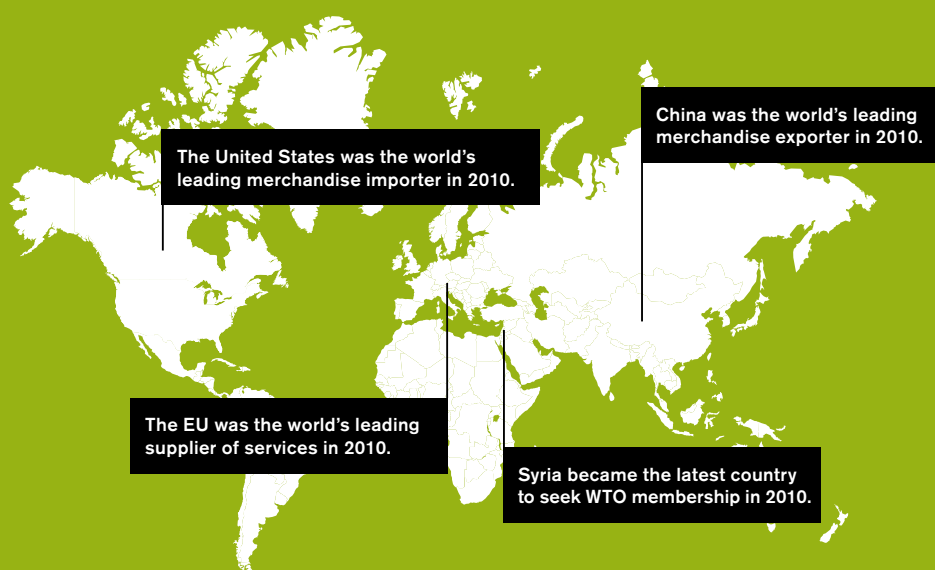 China was the world's leading
merchandise exporter in 2010.
The United States was the world's
leading merchandise importer in 2010.
The EU was the world's leading
supplier of services in 2010.
Syria became the latest country
to seek WTO membership in 2010.